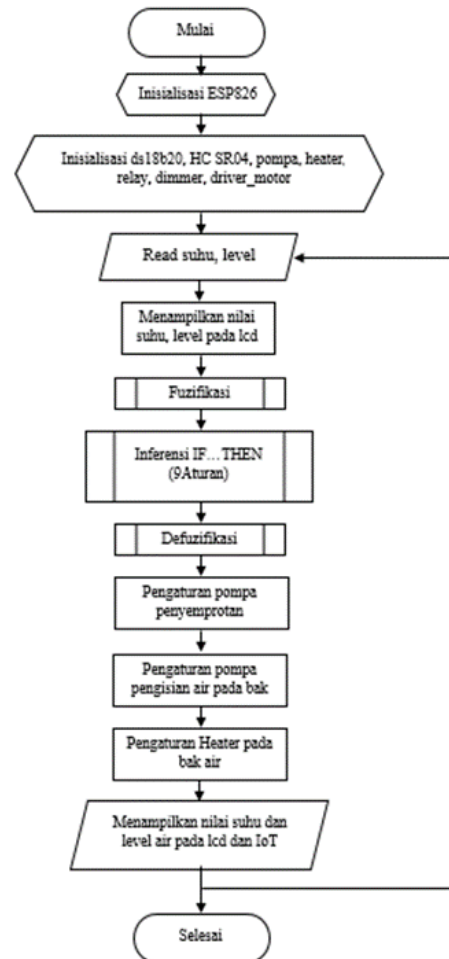 Mulai
Inisialisasi ESP826
Inisialisasi ds18b20, HC SR04, pompa, heater,
relay, dimmer, driver_motor
Read suhu, level
Menampilkan nilai
suhu, level pada lcd
Fuzifikasi
Inferensi IF...THEN
(9Aturan)
Defuzifikasi
Pengaturan pompa
penyemprotan
Pengaturan pompa
pengisian air pada bak
Pengaturan Heater pada
bak air
Menampilkan nilai suhu dan
level air pada lcd dan IoT
Selesai